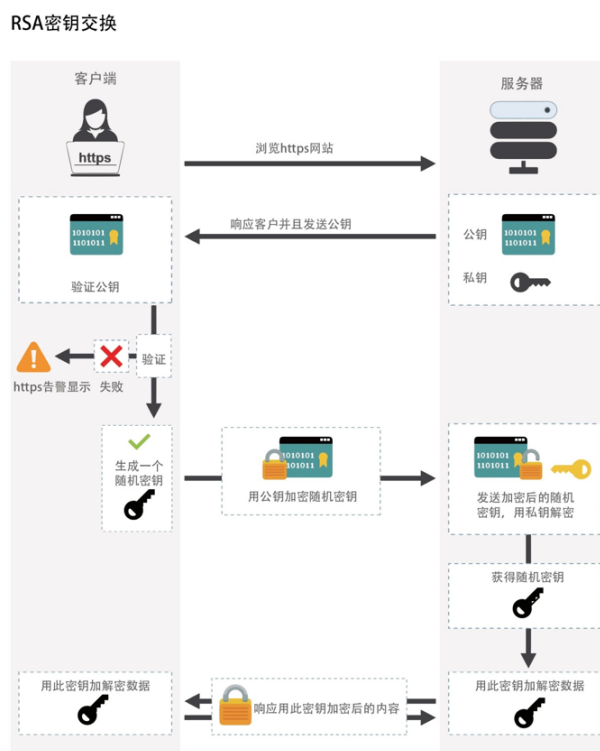 RSA密钥交换
客户端
服务器
https
浏览https网站
响应客户并且发送公钥
1010101
1101011
验证公钥
公钥
1010101
1101011
私钥
验证
https告警显示
失败
生成一个
随机密钥
1010101
1101011
用公钥加密随机密钥
1010101
101011
发送加密后的随机
密钥，用私钥解密
获得随机密钥
用此密钥加解密数据
响应用此密钥加密后的内容
用此密钥加解密数据